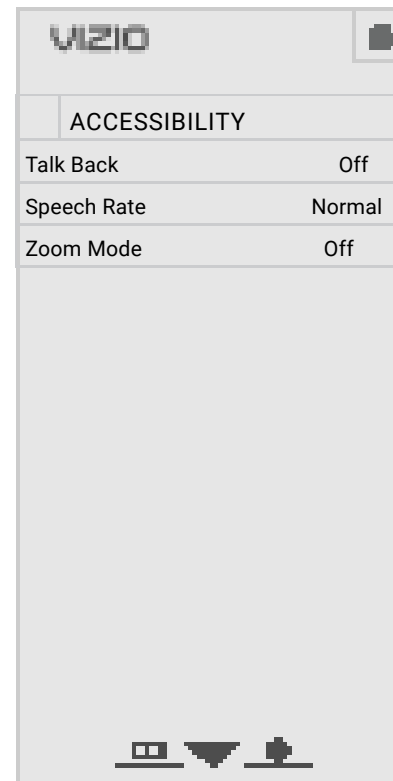 VIZIO
ACCESSIBILITY
Talk Back Off
Speech Rate Normal
Zoom Mode Off